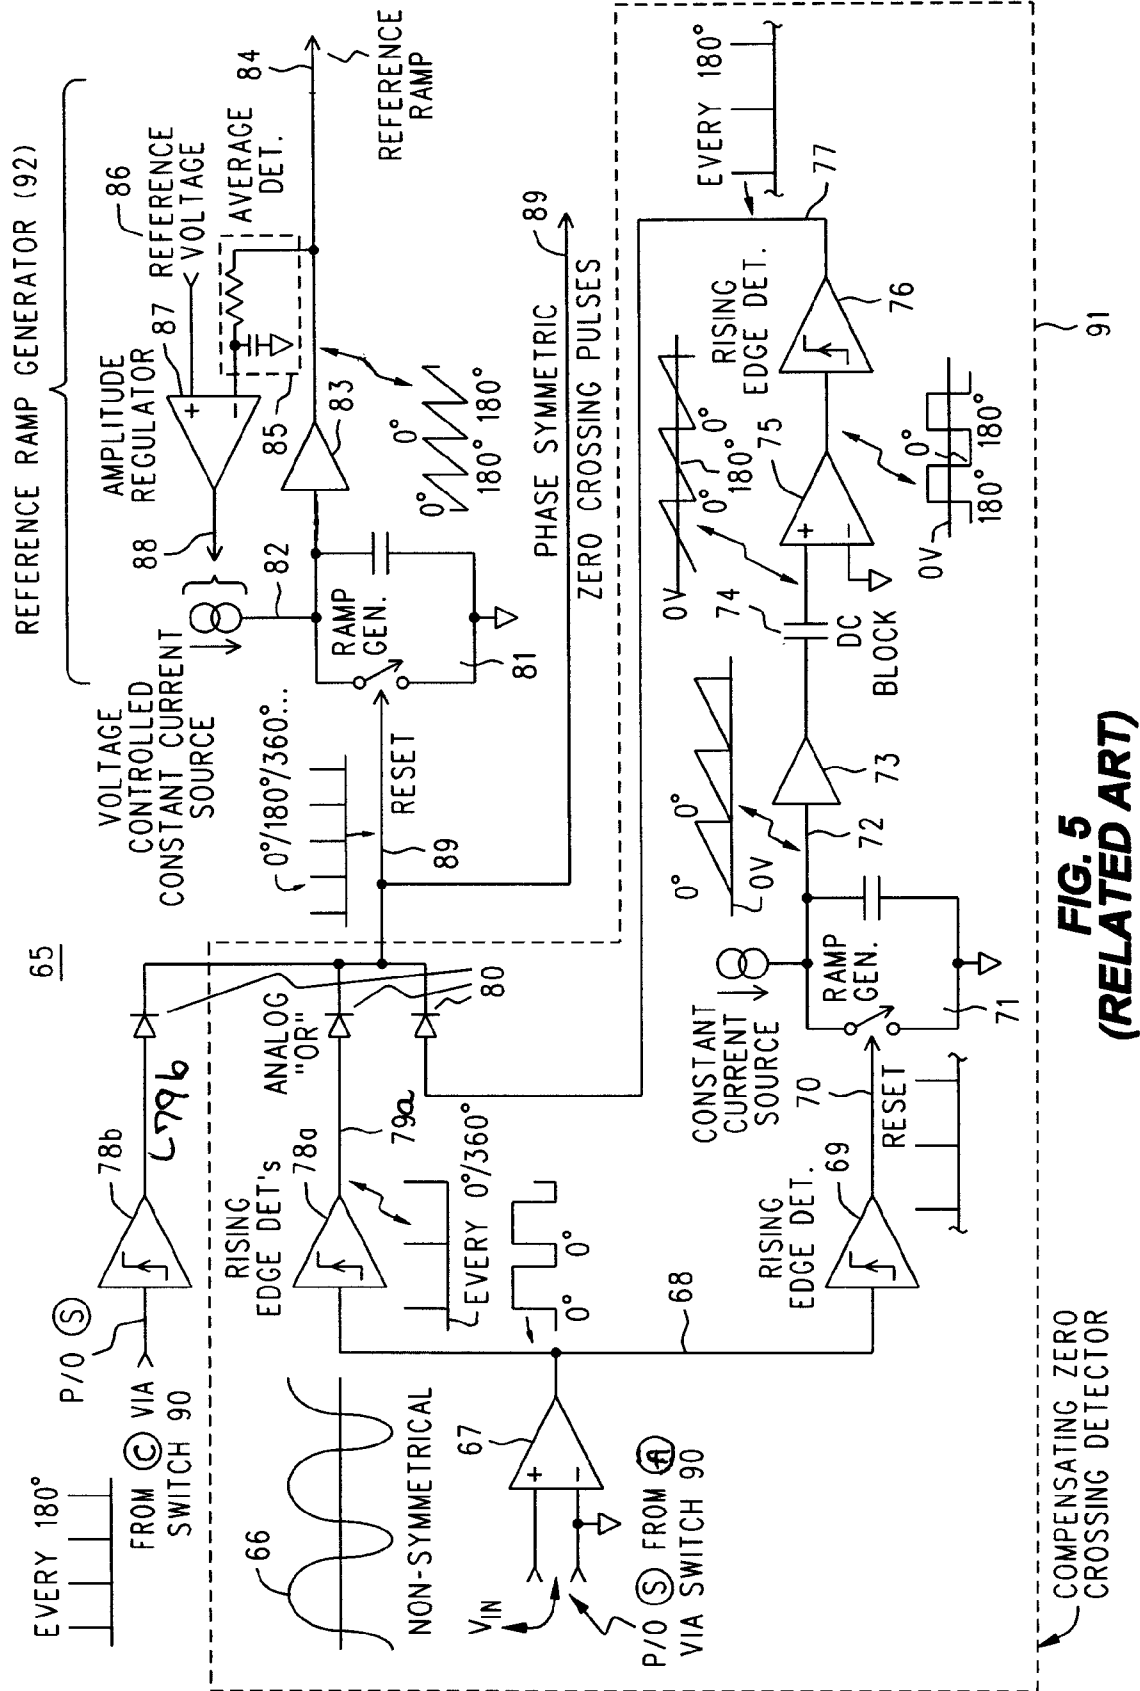 REFERENCE RAMP GENERATOR (92)
65
EVERY 180°
P/O Ⓢ
FROM Ⓒ VIA
SWITCH 90
78b
79b
VOLTAGE
CONTROLLED
CONSTANT CURRENT
SOURCE
88
AMPLITUDE
REGULATOR
87
86
REFERENCE
VOLTAGE
+
−
AVERAGE
DET.
85
84
REFERENCE
RAMP
82
RAMP
GEN.
81
83
0°
0°
180°
180°
66
NON-SYMMETRICAL
RISING
EDGE DET's
78a
79a
ANALOG
"OR"
80
EVERY 0°/360°
0°/180°/360°...
RESET
89
PHASE SYMMETRIC
ZERO CROSSING PULSES
89
VIN
P/O Ⓢ FROM Ⓐ
VIA SWITCH 90
+
−
67
0°
0°
68
RISING
EDGE DET.
69
RESET
70
CONSTANT
CURRENT
SOURCE
RAMP
GEN.
71
0°
0°
0V
72
73
DC
BLOCK
74
0V
0°
180°
0°
75
+
−
0V
180°
0°
180°
RISING
EDGE DET.
76
77
EVERY 180°
91
COMPENSATING ZERO
CROSSING DETECTOR
FIG. 5
(RELATED ART)